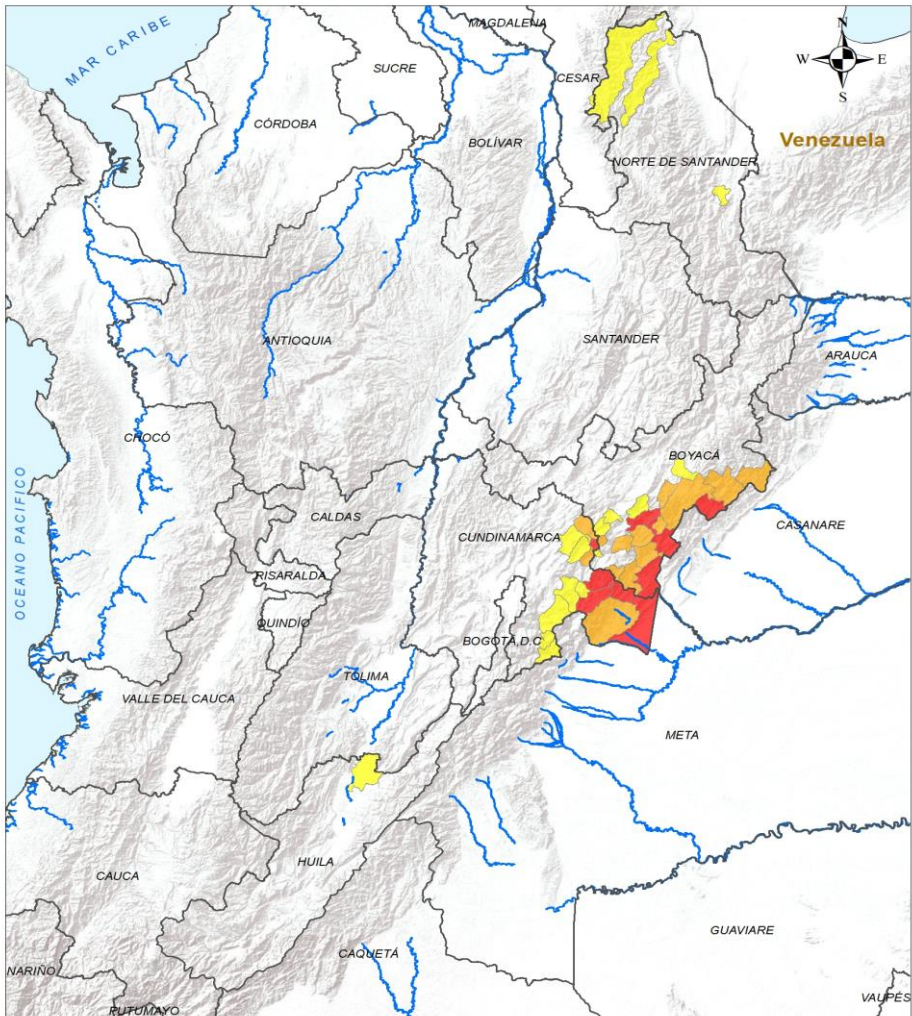 MAGDALENA
N
MAR CARIBE
W
E
SUCRE
CESAR
S
CÓRDOBA
BOLÍVAR
Venezuela
NORTE DE SANTANDER
ANTIOQUIA
SANTANDER
ARAUCA
CHOCÓ
BOYACÁ
OCEANO PACIFICO
CALDAS
CASANARE
CUNDINAMARCA
RISARALDA
QUINDÍO
BOGOTÁ, D.C
TOLIMA
VALLE DEL CAUCA
META
HUILA
CAUCA
GUAVIARE
CAQUETÁ
NARIÑO
VAUPÉS
PUTUMAYO